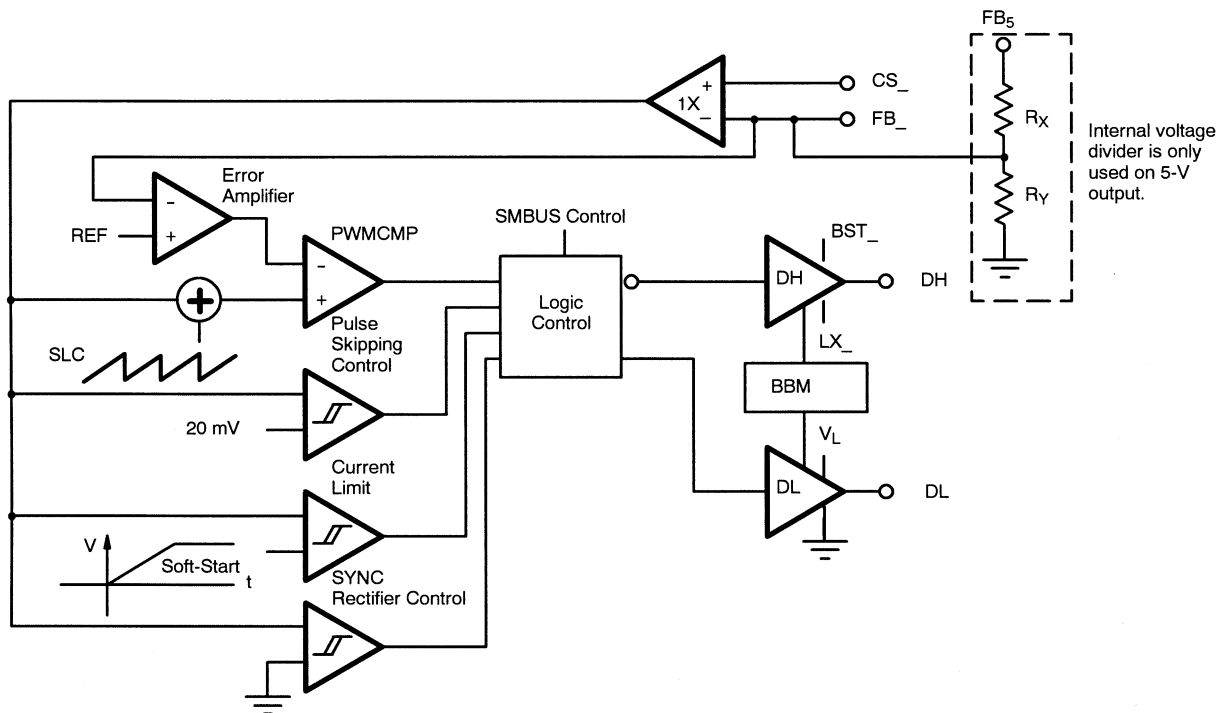 FB5
CS_
1X
+
−
FB_
RX
Internal voltage
divider is only
used on 5-V
output.
RY
Error
Amplifier
−
+
REF
SMBUS Control
PWMCMP
−
+
BST_
DH
DH
Logic
Control
LX_
Pulse
Skipping
Control
SLC
BBM
20 mV
VL
Current
Limit
DL
DL
V
Soft-Start
t
SYNC
Rectifier Control